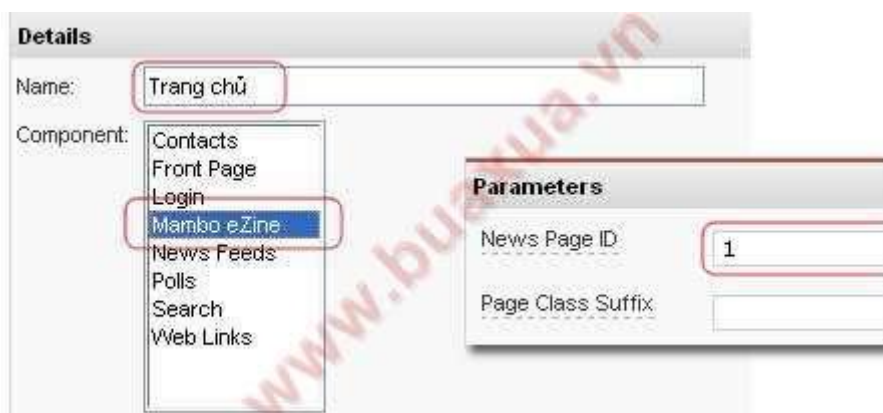 Details
Name: Trang chủ
Component:
Contacts
Front Page
Login
Mambo eZine
News Feeds
Polls
Search
Web Links
Parameters
News Page ID 1
Page Class Suffix
www.buaxua.vn